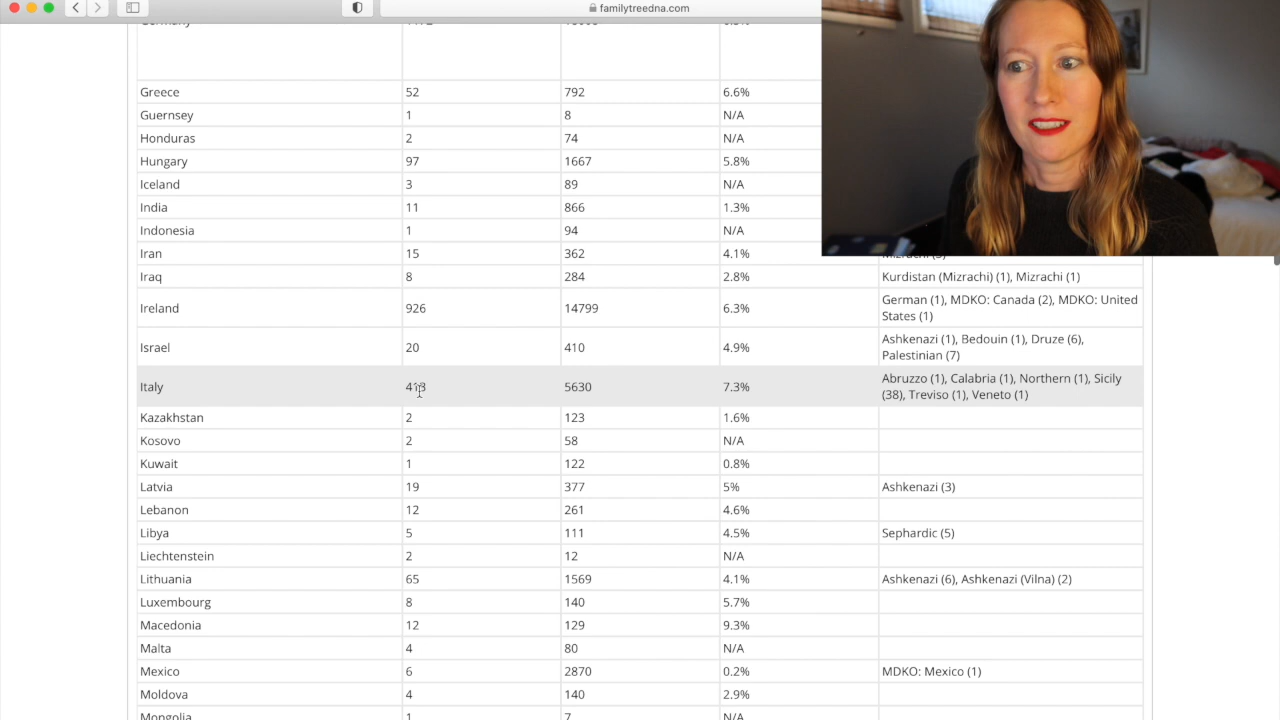 familytreedna.com
Germany
Greece 52 792 6.6%
Guernsey 1 8 N/A
Honduras 2 74 N/A
Hungary 97 1667 5.8%
Iceland 3 89 N/A
India 11 866 1.3%
Indonesia 1 94 N/A
Iran 15 362 4.1%
Iraq 8 284 2.8% Kurdistan (Mizrachi) (1), Mizrachi (1)
Ireland 926 14799 6.3% German (1), MDKO: Canada (2), MDKO: United
States (1)
Israel 20 410 4.9% Ashkenazi (1), Bedouin (1), Druze (6),
Palestinian (7)
Italy 413 5630 7.3% Abruzzo (1), Calabria (1), Northern (1), Sicily
(38), Treviso (1), Veneto (1)
Kazakhstan 2 123 1.6%
Kosovo 2 58 N/A
Kuwait 1 122 0.8%
Latvia 19 377 5% Ashkenazi (3)
Lebanon 12 261 4.6%
Libya 5 111 4.5% Sephardic (5)
Liechtenstein 2 12 N/A
Lithuania 65 1569 4.1% Ashkenazi (6), Ashkenazi (Vilna) (2)
Luxembourg 8 140 5.7%
Macedonia 12 129 9.3%
Malta 4 80 N/A
Mexico 6 2870 0.2% MDKO: Mexico (1)
Moldova 4 140 2.9%
Mongolia 1 7 N/A